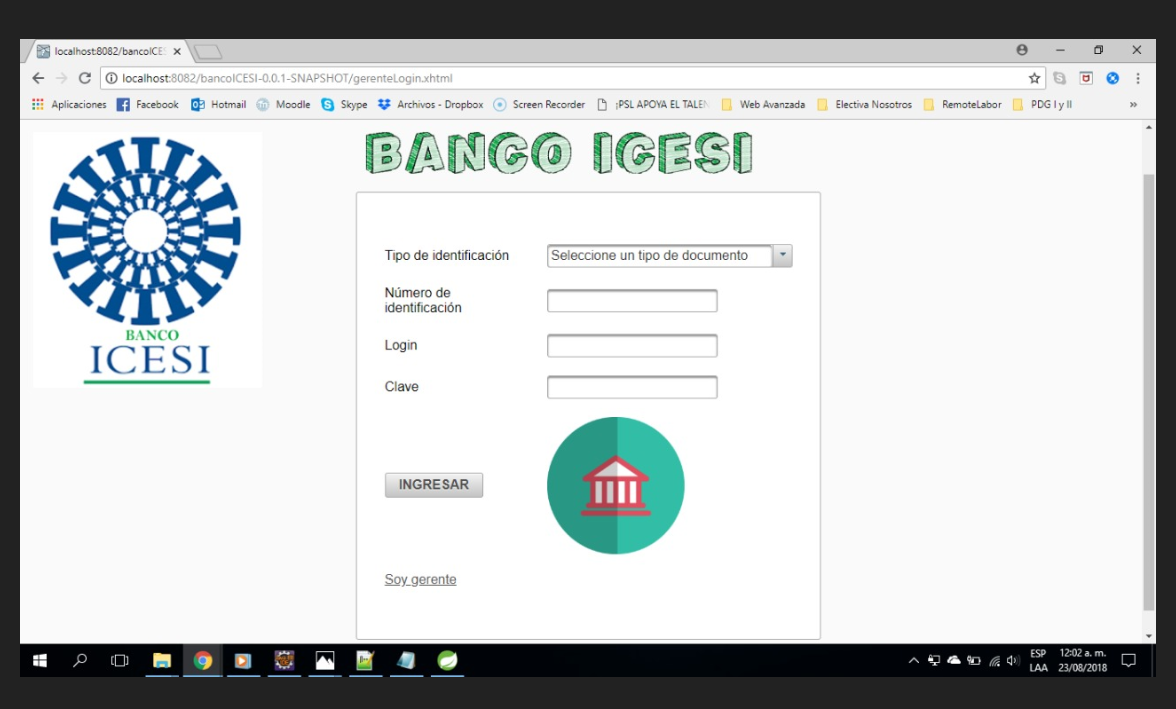 localhost:8082/bancoICE
localhost:8082/bancoICESI-0.0.1-SNAPSHOT/gerenteLogin.xhtml
Aplicaciones Facebook Hotmail Moodle Skype Archivos - Dropbox Screen Recorder ¡PSL APOYA EL TALEN Web Avanzada Electiva Nosotros RemoteLabor PDG I y II »
BANCO ICESI
BANCO
ICESI
Tipo de identificación Seleccione un tipo de documento
Número de
identificación
Login
Clave
INGRESAR
Soy gerente
ESP 12:02 a. m.
LAA 23/08/2018